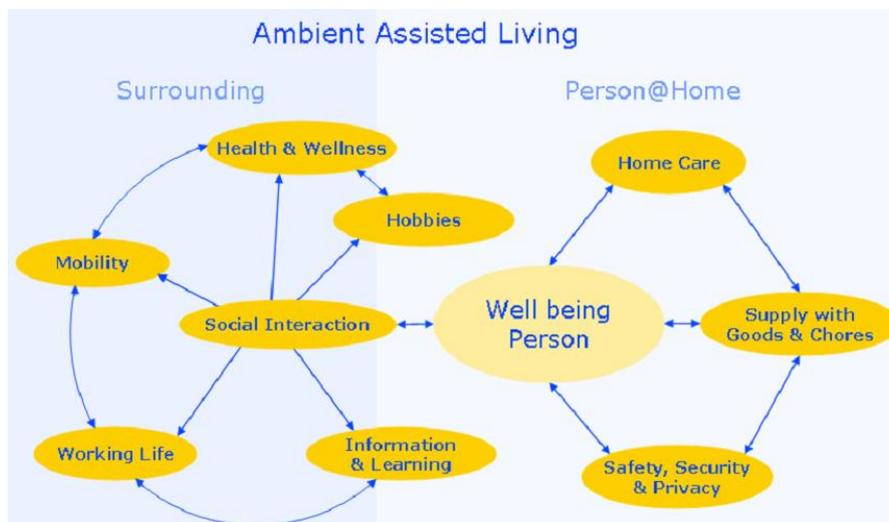 Ambient Assisted Living
Surrounding
Person@Home
Health & Wellness
Home Care
Hobbies
Mobility
Social Interaction
Well being
Person
Supply with
Goods & Chores
Working Life
Information
& Learning
Safety, Security
& Privacy